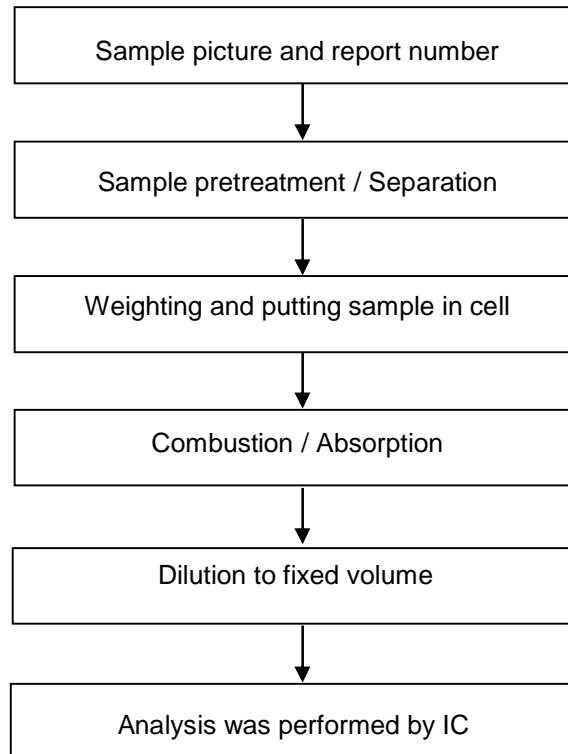 Sample picture and report number
Sample pretreatment / Separation
Weighting and putting sample in cell
Combustion / Absorption
Dilution to fixed volume
Analysis was performed by IC